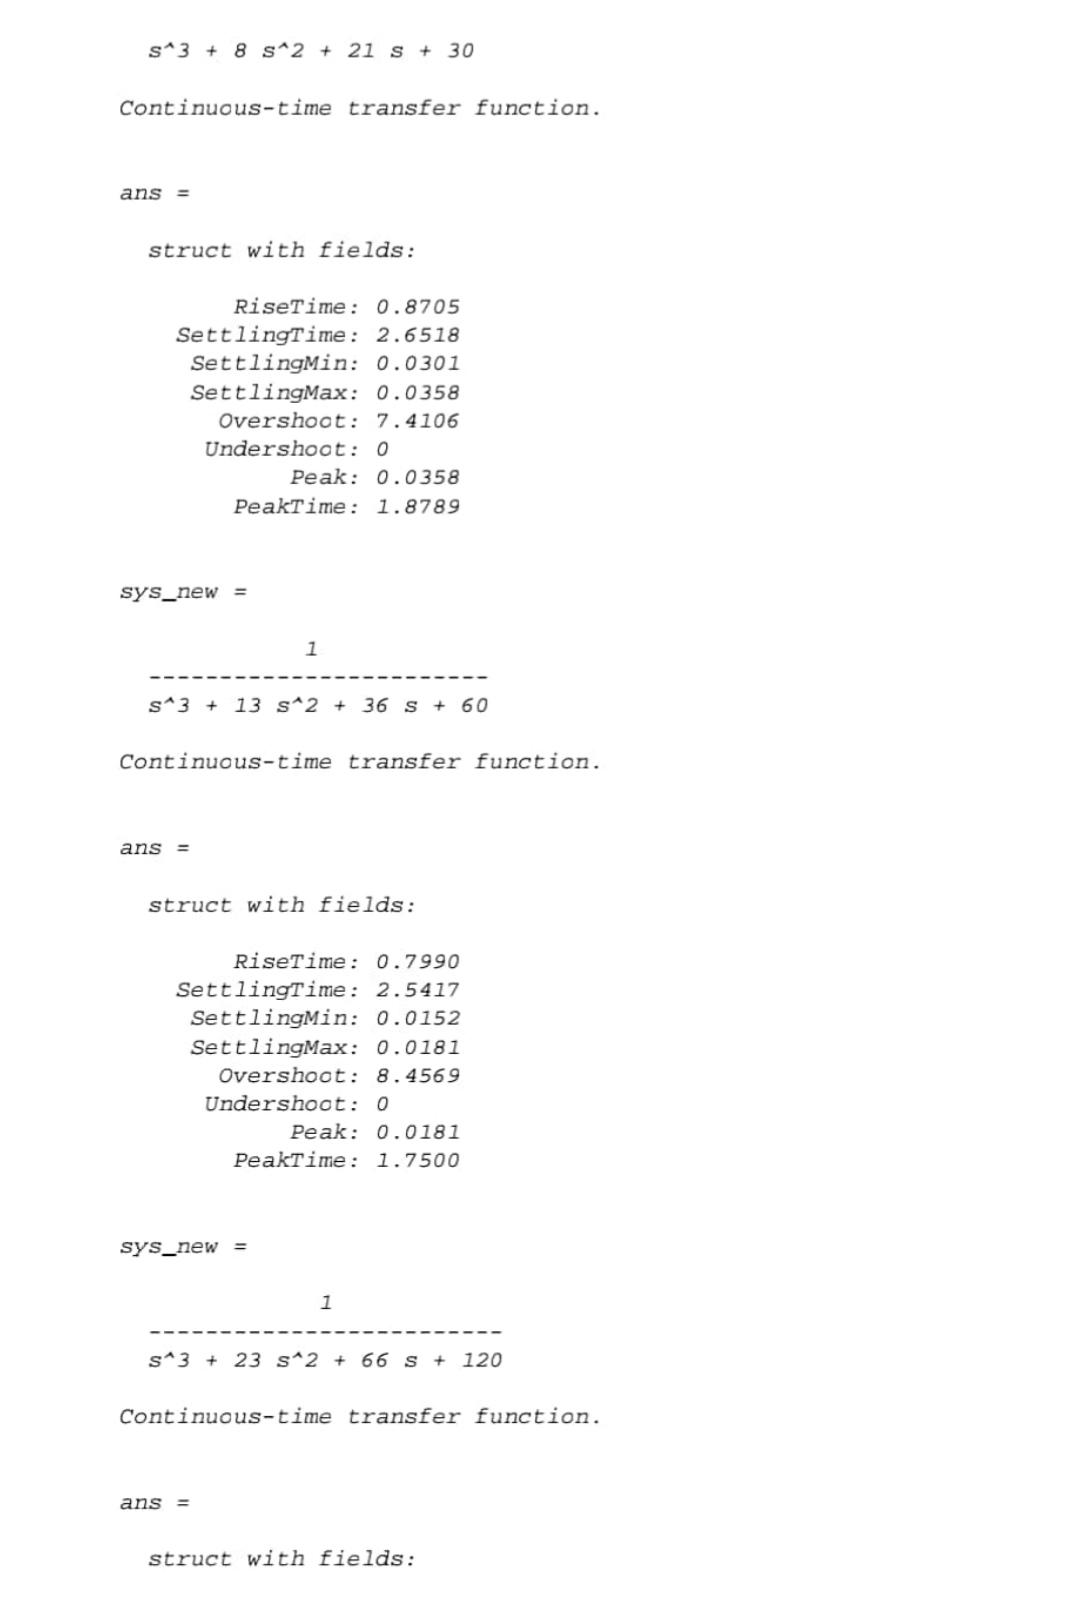 s^3 + 8 s^2 + 21 s + 30
Continuous-time transfer function.
ans =
struct with fields:
RiseTime: 0.8705
SettlingTime: 2.6518
SettlingMin: 0.0301
SettlingMax: 0.0358
Overshoot: 7.4106
Undershoot: 0
Peak: 0.0358
PeakTime: 1.8789
sys_new =
1
------------------------
s^3 + 13 s^2 + 36 s + 60
Continuous-time transfer function.
ans =
struct with fields:
RiseTime: 0.7990
SettlingTime: 2.5417
SettlingMin: 0.0152
SettlingMax: 0.0181
Overshoot: 8.4569
Undershoot: 0
Peak: 0.0181
PeakTime: 1.7500
sys_new =
1
-------------------------
s^3 + 23 s^2 + 66 s + 120
Continuous-time transfer function.
ans =
struct with fields: